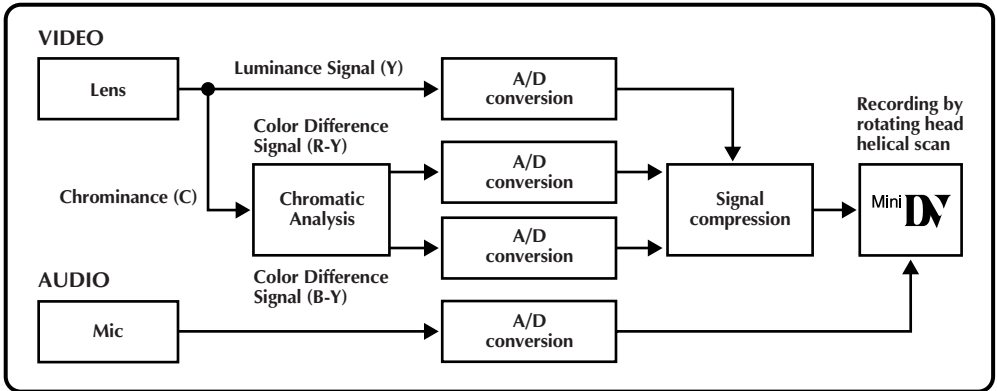 VIDEO
Lens
Luminance Signal (Y)
A/D
conversion
Color Difference
Signal (R-Y)
A/D
conversion
Chrominance (C)
Chromatic
Analysis
A/D
conversion
Color Difference
Signal (B-Y)
Signal
compression
Recording by
rotating head
helical scan
Mini DV
AUDIO
Mic
A/D
conversion